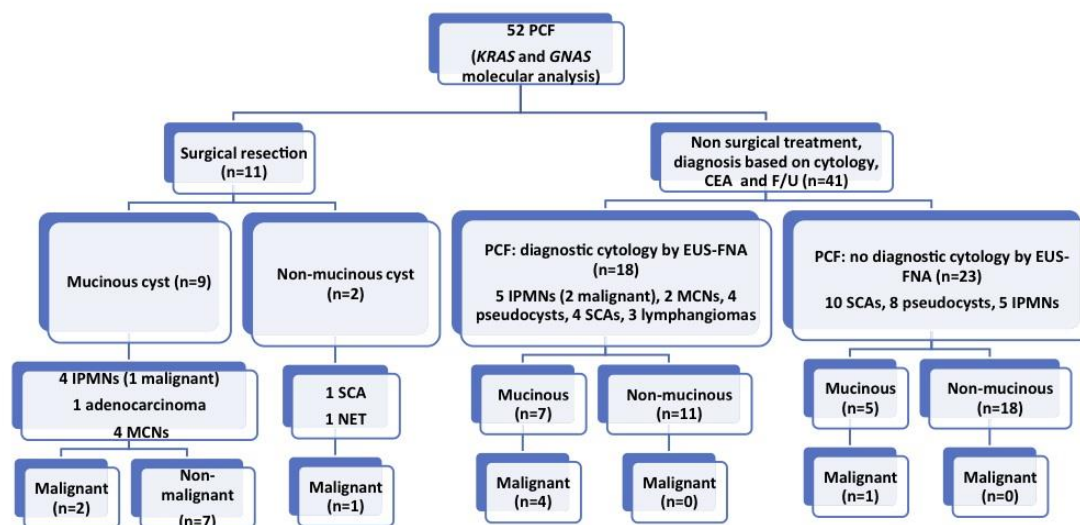 52 PCF
(KRAS and GNAS
molecular analysis)
Surgical resection
(n=11)
Non surgical treatment,
diagnosis based on cytology,
CEA and F/U (n=41)
Mucinous cyst (n=9)
Non-mucinous cyst
(n=2)
PCF: diagnostic cytology by EUS-FNA
(n=18)
5 IPMNs (2 malignant), 2 MCNs, 4
pseudocysts, 4 SCAs, 3 lymphangiomas
PCF: no diagnostic cytology by EUS-
FNA (n=23)
10 SCAs, 8 pseudocysts, 5 IPMNs
4 IPMNs (1 malignant)
1 adenocarcinoma
4 MCNs
1 SCA
1 NET
Mucinous
(n=7)
Non-mucinous
(n=11)
Mucinous
(n=5)
Non-mucinous
(n=18)
Malignant
(n=2)
Non-
malignant
(n=7)
Malignant
(n=1)
Malignant
(n=4)
Malignant
(n=0)
Malignant
(n=1)
Malignant
(n=0)